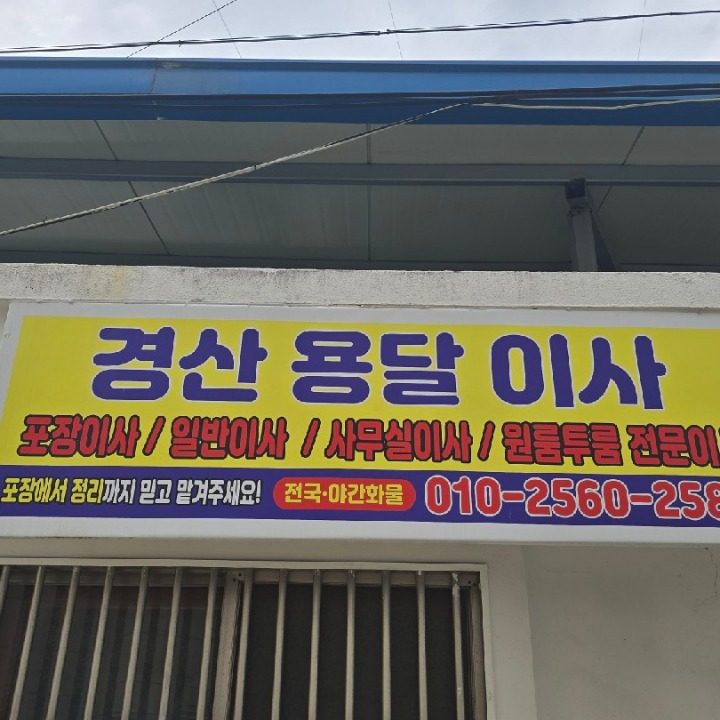 경산 용달 이사
포장이사 / 일반이사 / 사무실이사 / 원룸투룸 전문이
포장에서 정리까지 믿고 맡겨주세요! 전국·야간화물 010-2560-258